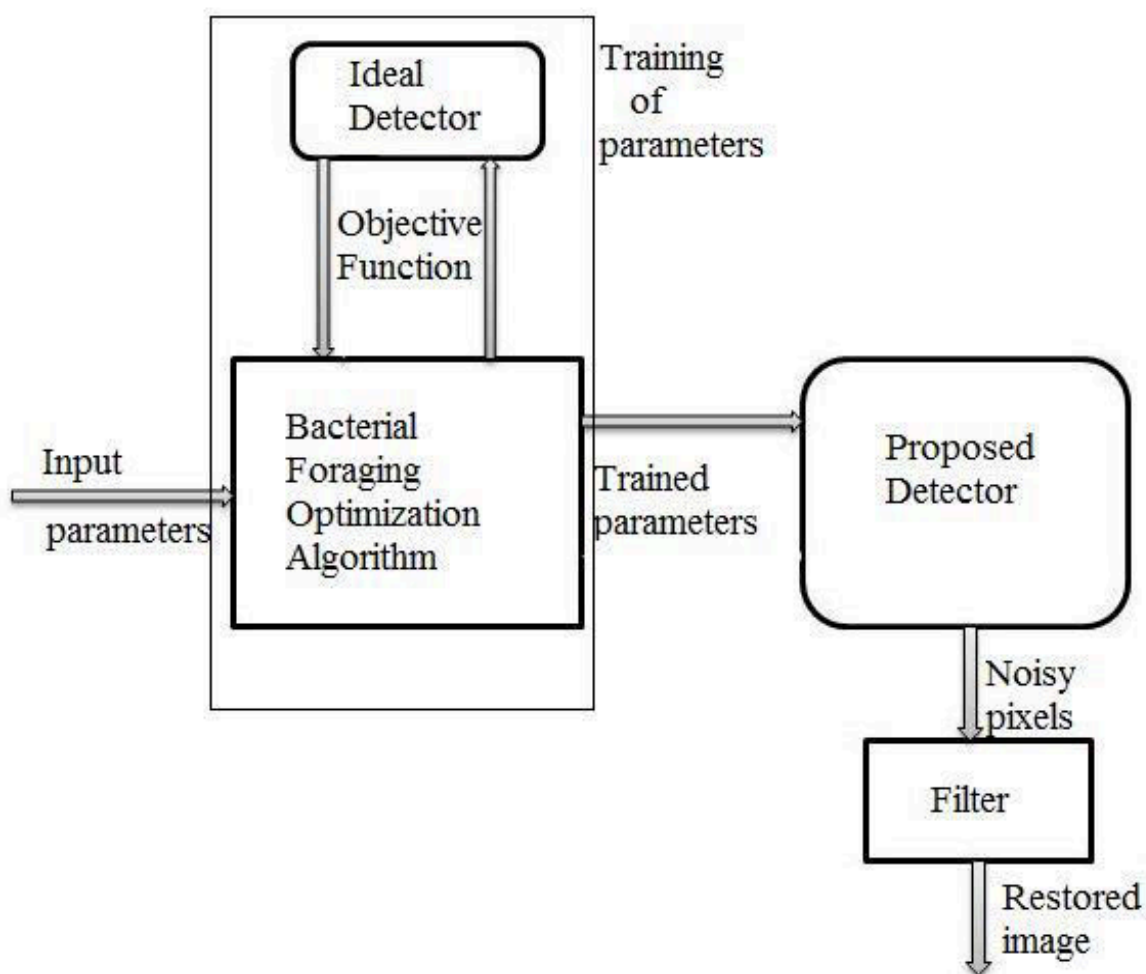 Ideal
Detector
Training
of
parameters
Objective
Function
Input
parameters
Bacterial
Foraging
Optimization
Algorithm
Trained
parameters
Proposed
Detector
Noisy
pixels
Filter
Restored
image